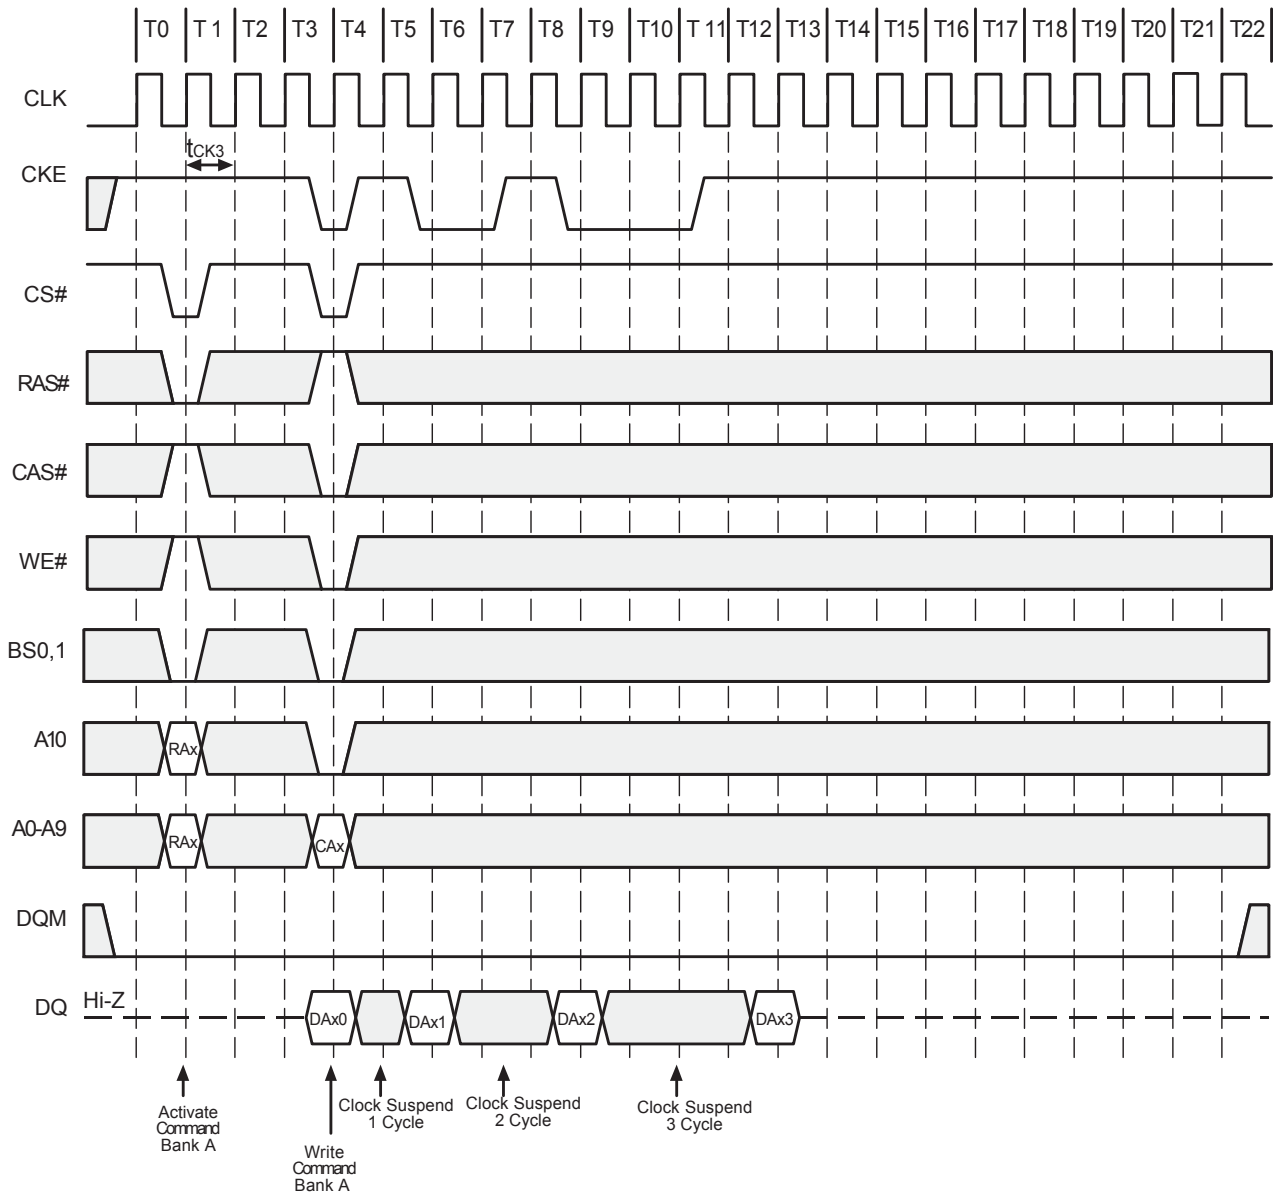 T0 T 1 T2 T3 T4 T5 T6 T7 T8 T9 T10 T 11 T12 T13 T14 T15 T16 T17 T18 T19 T20 T21 T22
CLK
tCK3
CKE
CS#
RAS#
CAS#
WE#
BS0,1
A10
RAx
A0-A9
RAx CAx
DQM
DQ Hi-Z
DAx0 DAx1 DAx2 DAx3
Activate
Command
Bank A
Write
Command
Bank A
Clock Suspend
1 Cycle
Clock Suspend
2 Cycle
Clock Suspend
3 Cycle